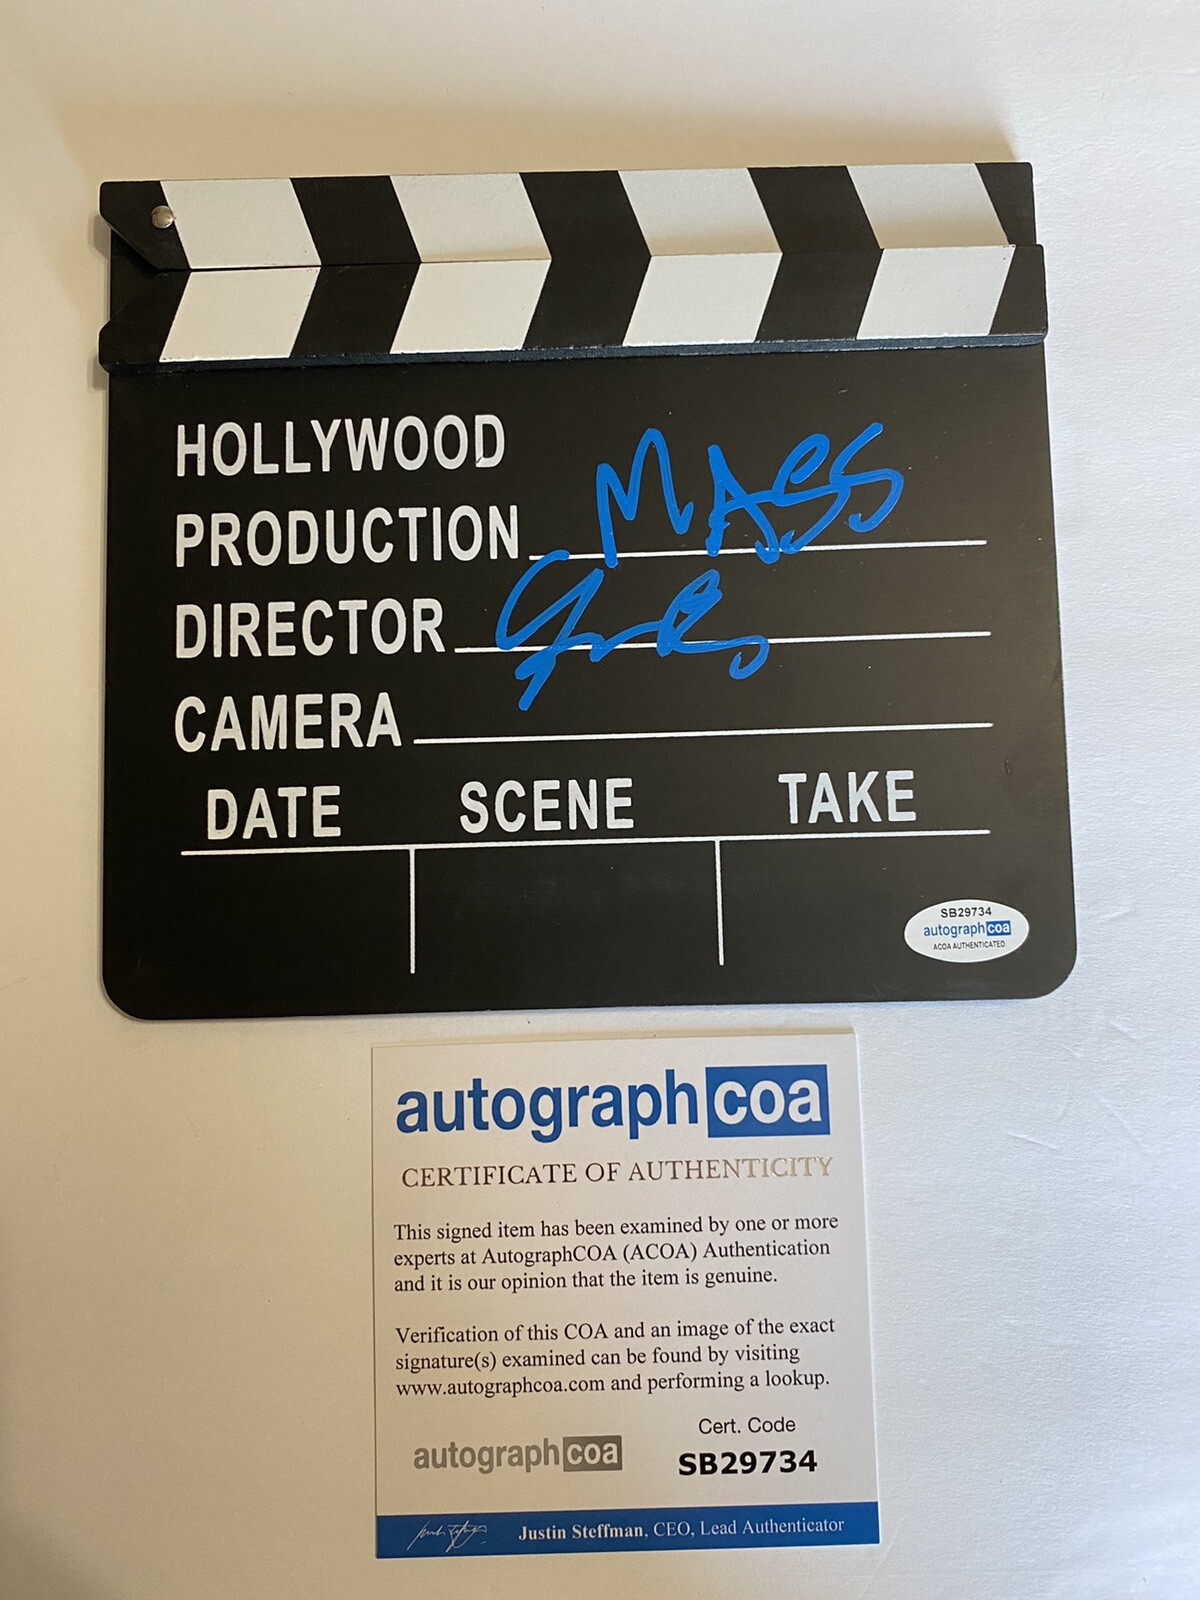 HOLLYWOOD
PRODUCTION MASS
DIRECTOR
CAMERA
DATE SCENE TAKE
SB29734
autographcoa
ACOA AUTHENTICATED
autographcoa
CERTIFICATE OF AUTHENTICITY
This signed item has been examined by one or more
experts at AutographCOA (ACOA) Authentication
and it is our opinion that the item is genuine.
Verification of this COA and an image of the exact
signature(s) examined can be found by visiting
www.autographcoa.com and performing a lookup.
Cert. Code
autographcoa SB29734
Justin Steffman, CEO, Lead Authenticator